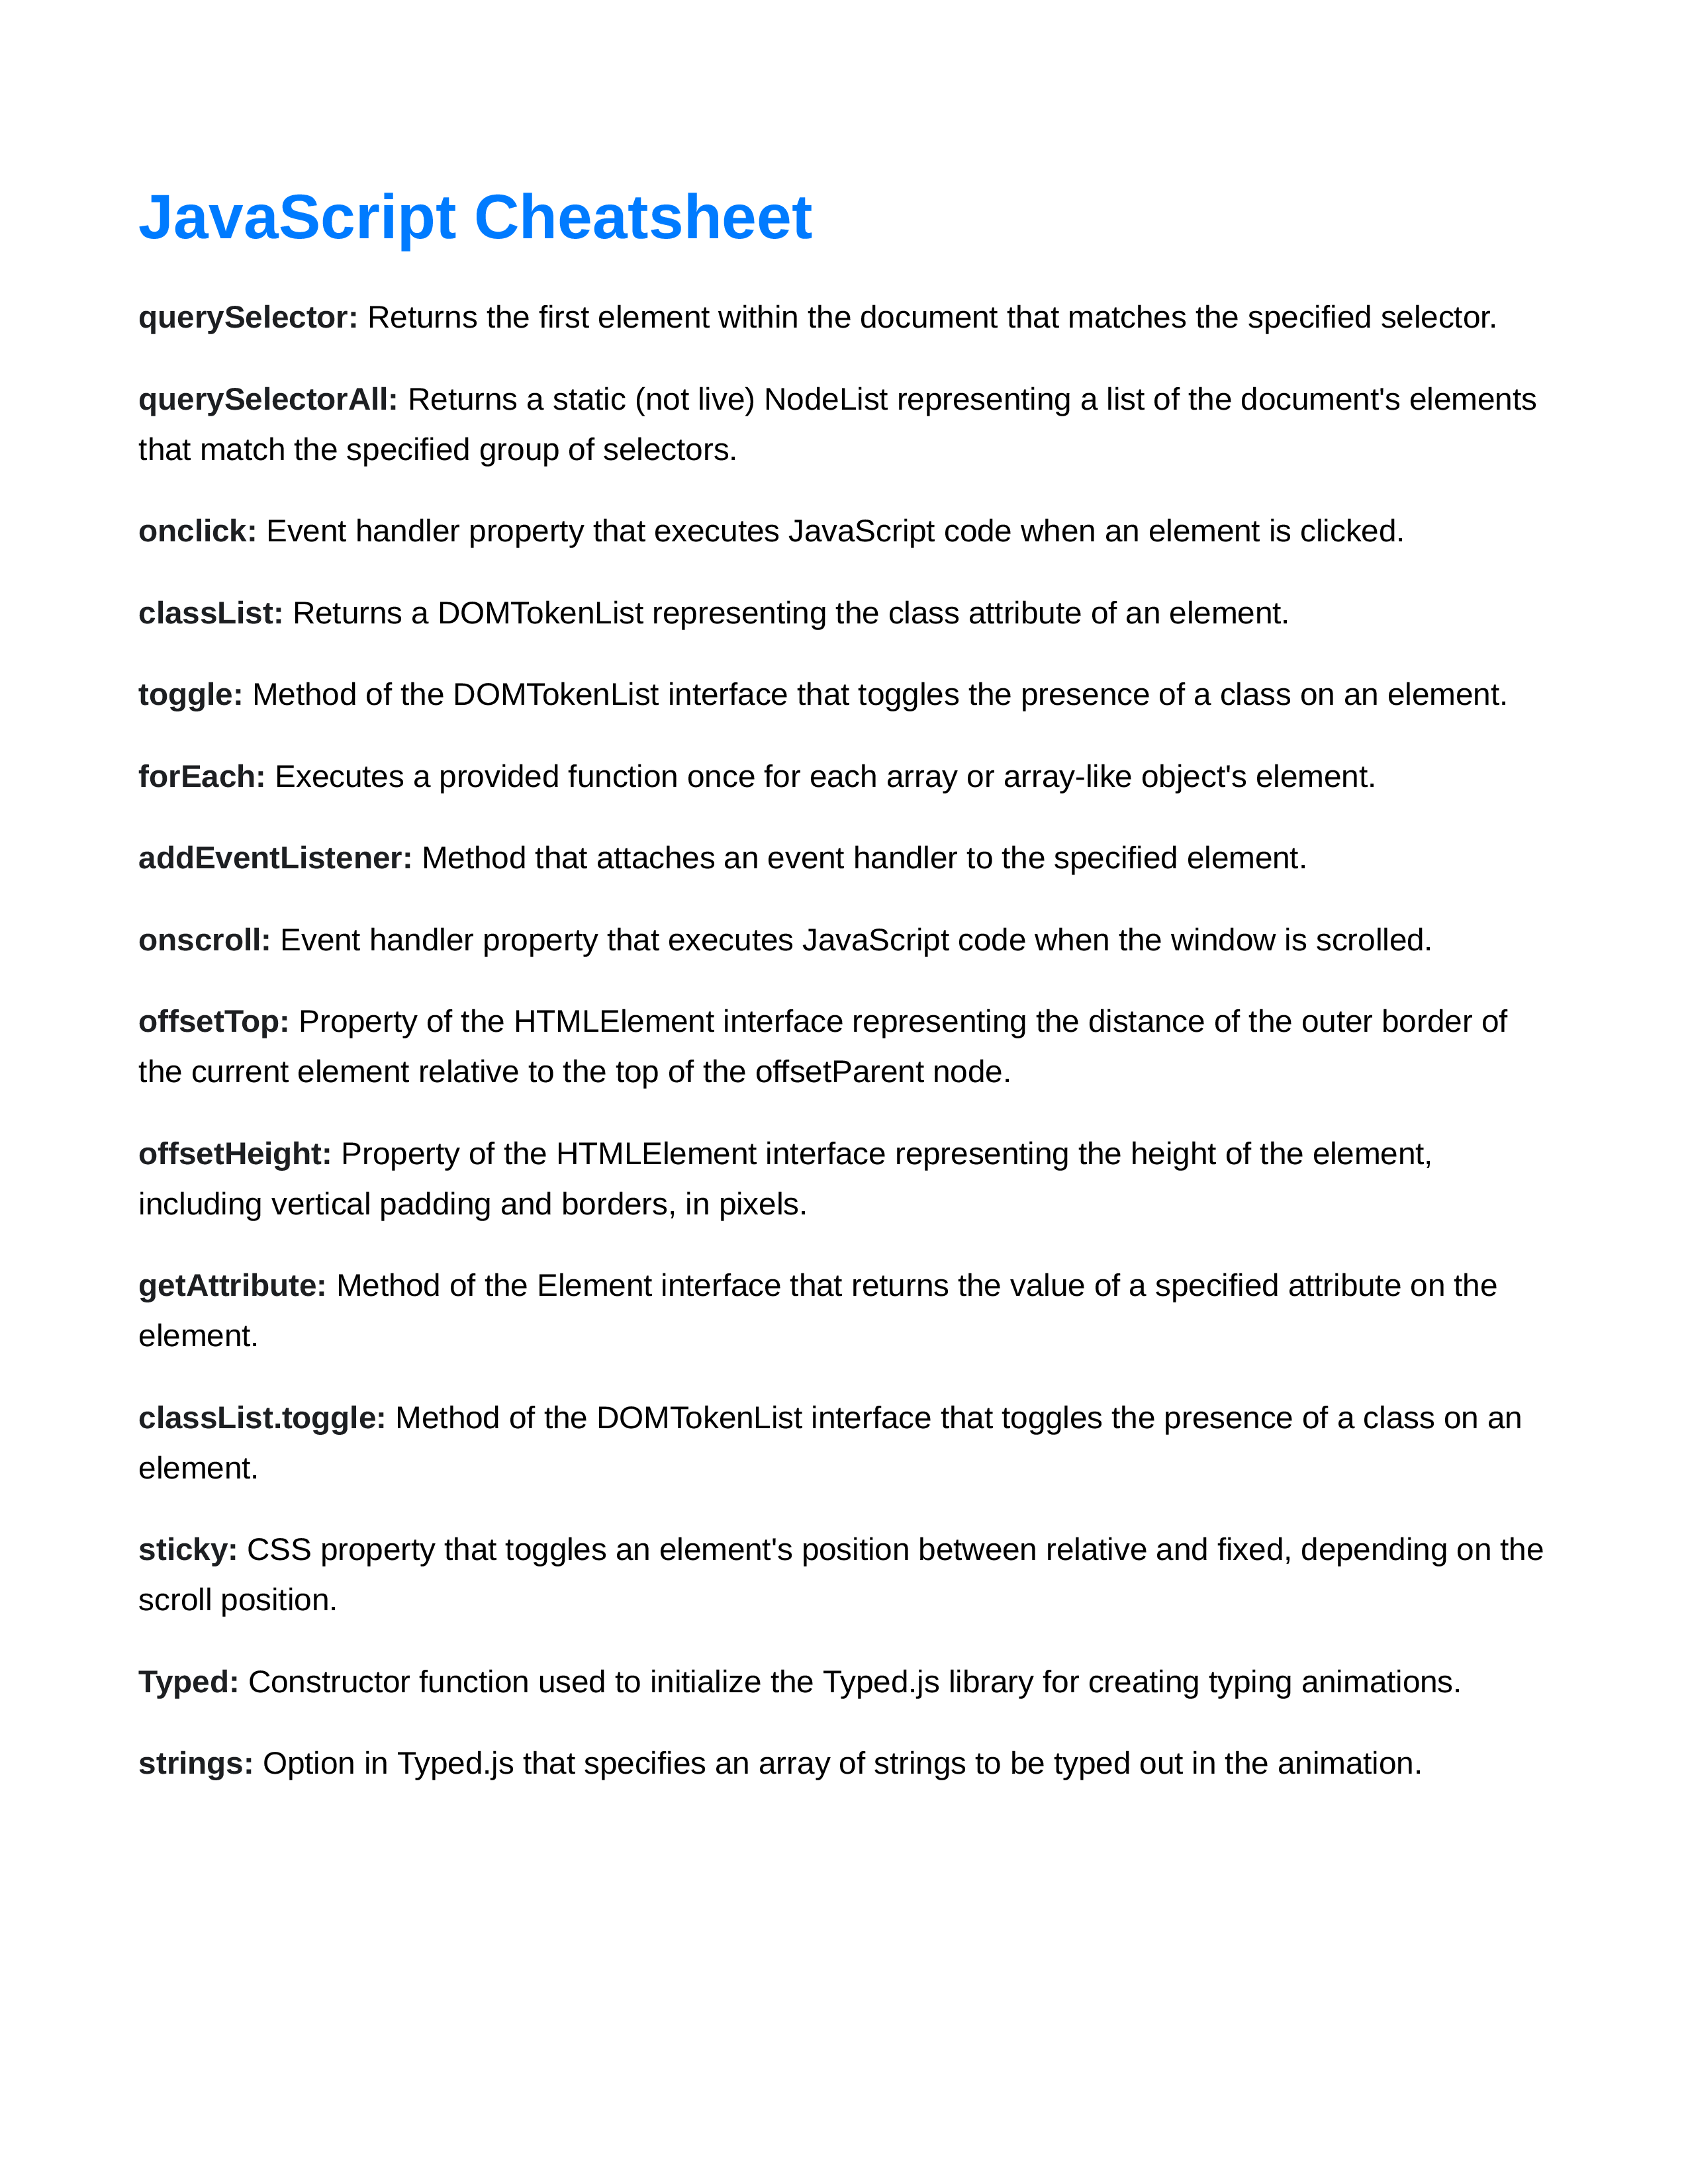 JavaScript Cheatsheet
querySelector: Returns the first element within the document that matches the specified selector.
querySelectorAll: Returns a static (not live) NodeList representing a list of the document's elements
that match the specified group of selectors.
onclick: Event handler property that executes JavaScript code when an element is clicked.
classList: Returns a DOMTokenList representing the class attribute of an element.
toggle: Method of the DOMTokenList interface that toggles the presence of a class on an element.
forEach: Executes a provided function once for each array or array-like object's element.
addEventListener: Method that attaches an event handler to the specified element.
onscroll: Event handler property that executes JavaScript code when the window is scrolled.
offsetTop: Property of the HTMLElement interface representing the distance of the outer border of
the current element relative to the top of the offsetParent node.
offsetHeight: Property of the HTMLElement interface representing the height of the element,
including vertical padding and borders, in pixels.
getAttribute: Method of the Element interface that returns the value of a specified attribute on the
element.
classList.toggle: Method of the DOMTokenList interface that toggles the presence of a class on an
element.
sticky: CSS property that toggles an element's position between relative and fixed, depending on the
scroll position.
Typed: Constructor function used to initialize the Typed.js library for creating typing animations.
strings: Option in Typed.js that specifies an array of strings to be typed out in the animation.